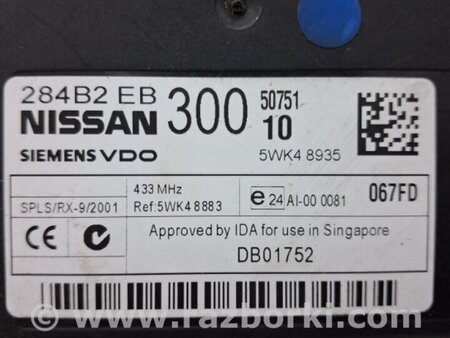 284B2 EB 300 50751
NISSAN 10
SIEMENS VDO 5WK4 8935
433 MHz
SPLS/RX-9/2001 Ref:5WK4 8883 e 24 AI-00 0081 067FD
CE Approved by IDA for use in Singapore
DB01752
www.razborki.com